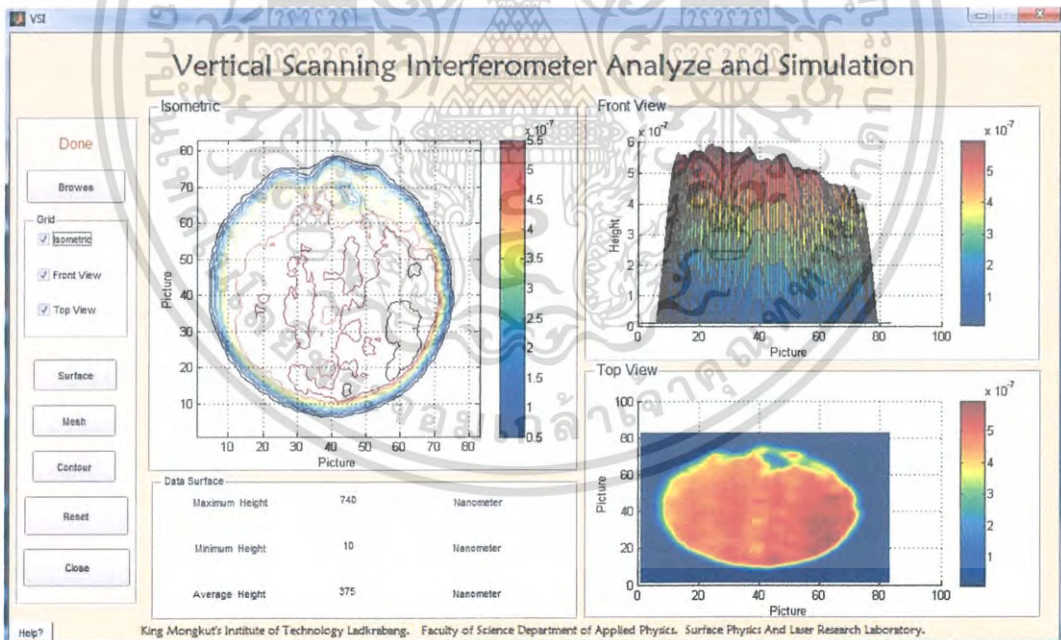 VSI
Vertical Scanning Interferometer Analyze and Simulation
Done
Browes
Grid
Isometric
Front View
Top View
Surface
Mesh
Contour
Reset
Close
Help?
Isometric
x 10^-7
80
70
60
50
40
30
20
10
Picture
10 20 30 40 50 60 70 80
Picture
5.5
5
4.5
4
3.5
3
2.5
2
1.5
1
0.5
Front View
x 10^-7
6
5
4
3
2
1
0
Height
0 20 40 60 80 100
Picture
x 10^-7
5
4
3
2
1
Top View
100
80
60
40
20
0
Picture
0 20 40 60 80 100
Picture
x 10^-7
5
4
3
2
1
Data Surface
Maximum Height 740 Nanometer
Minimum Height 10 Nanometer
Average Height 375 Nanometer
King Mongkut's Institute of Technology Ladkrabang. Faculty of Science Department of Applied Physics. Surface Physics And Laser Research Laboratory.